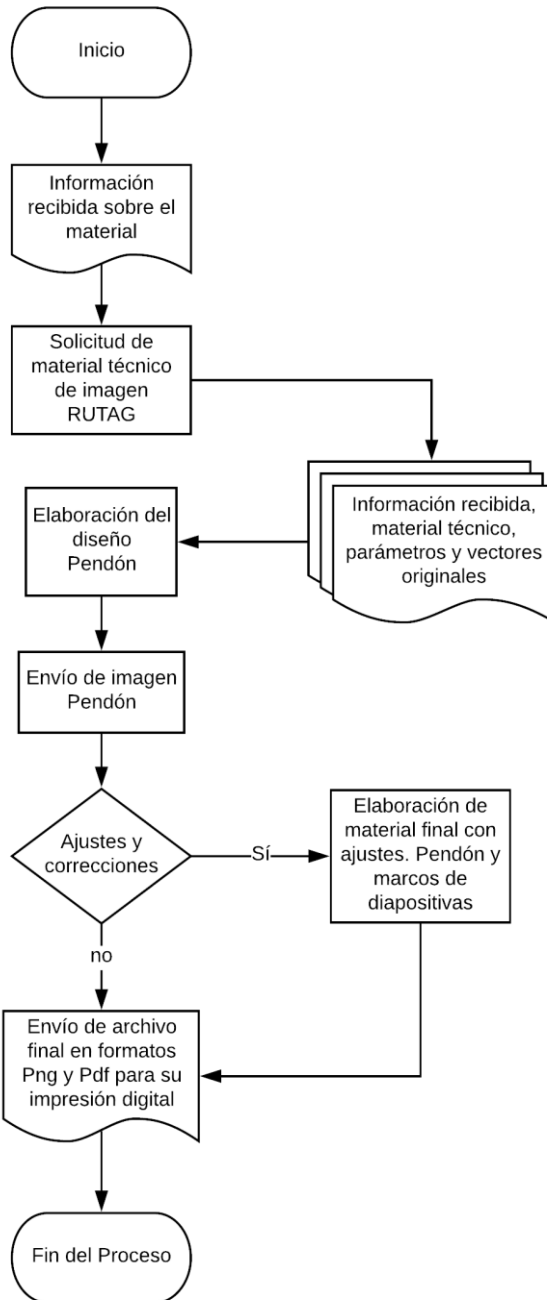 Inicio
Información
recibida sobre el
material
Solicitud de
material técnico
de imagen
RUTAG
Información recibida,
material técnico,
parámetros y vectores
originales
Elaboración del
diseño
Pendón
Envío de imagen
Pendón
Ajustes y
correcciones
Sí
Elaboración de
material final con
ajustes. Pendón y
marcos de
diapositivas
no
Envío de archivo
final en formatos
Png y Pdf para su
impresión digital
Fin del Proceso